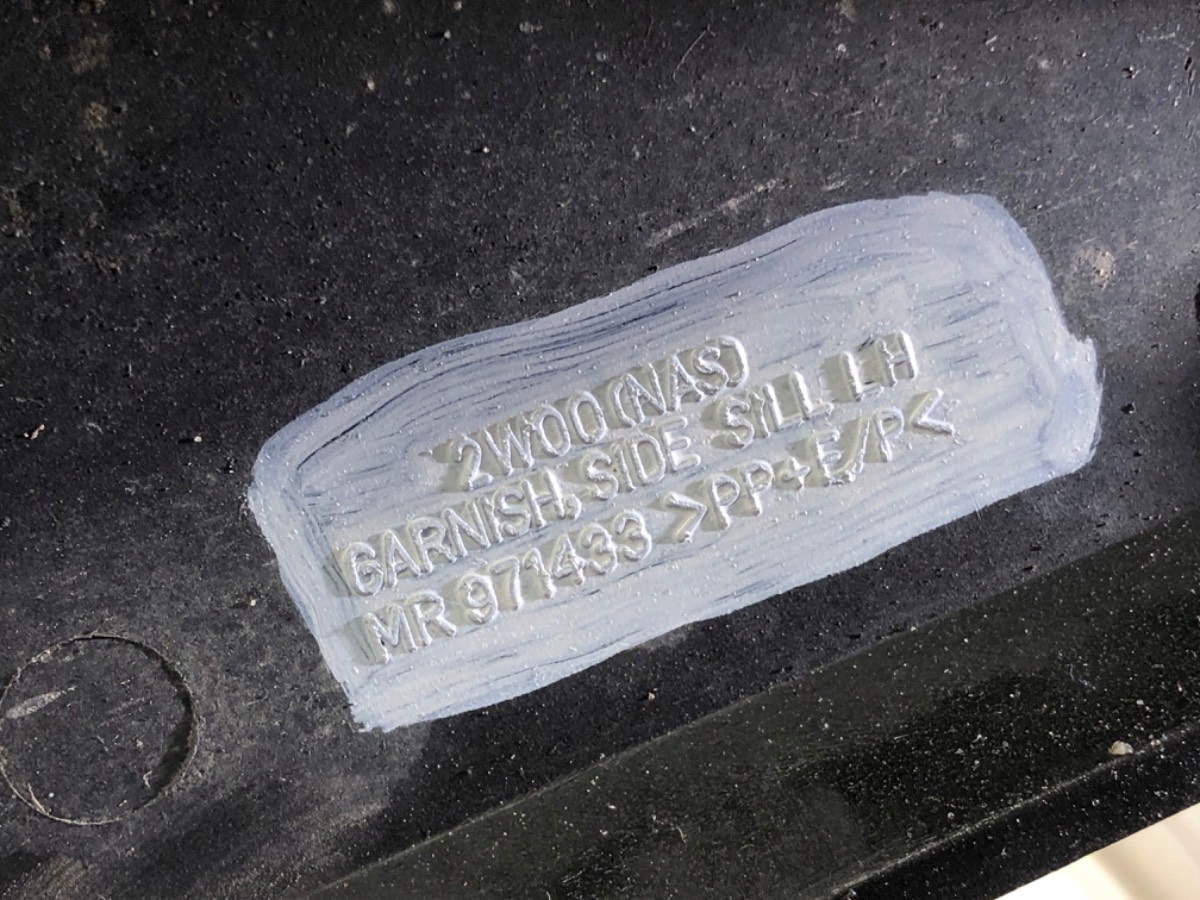 2W00(NAS)
GARNISH, SIDE SILL LH
MR 971433 >PP+E/P<